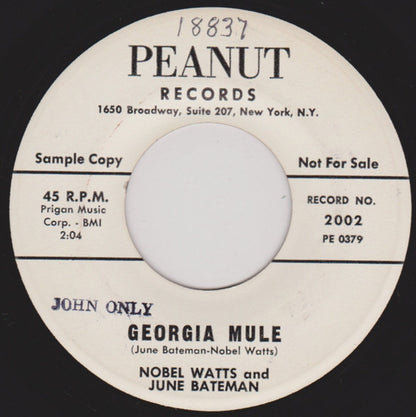 18837
PEANUT
RECORDS
1650 Broadway, Suite 207, New York, N.Y.
Sample Copy
Not For Sale
45 R.P.M.
Prigan Music
Corp. - BMI
2:04
RECORD NO.
2002
PE 0379
JOHN ONLY
GEORGIA MULE
(June Bateman-Nobel Watts)
NOBEL WATTS and
JUNE BATEMAN